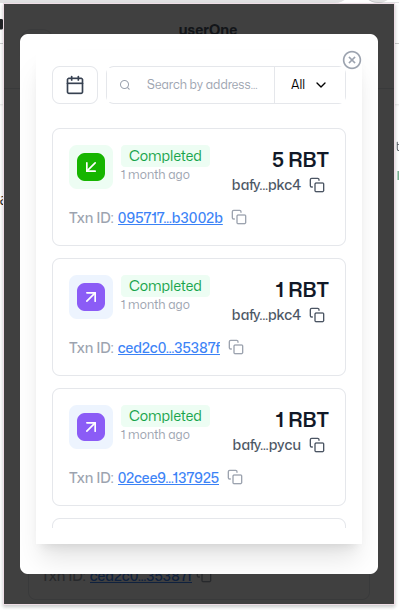 userOne
Search by address...
All
Completed
5 RBT
1 month ago
bafy...pkc4
Txn ID: 095717...b3002b
Completed
1 RBT
1 month ago
bafy...pkc4
Txn ID: ced2c0...35387f
Completed
1 RBT
1 month ago
bafy...pycu
Txn ID: 02cee9...137925
Txn ID: ced2c0...35387f